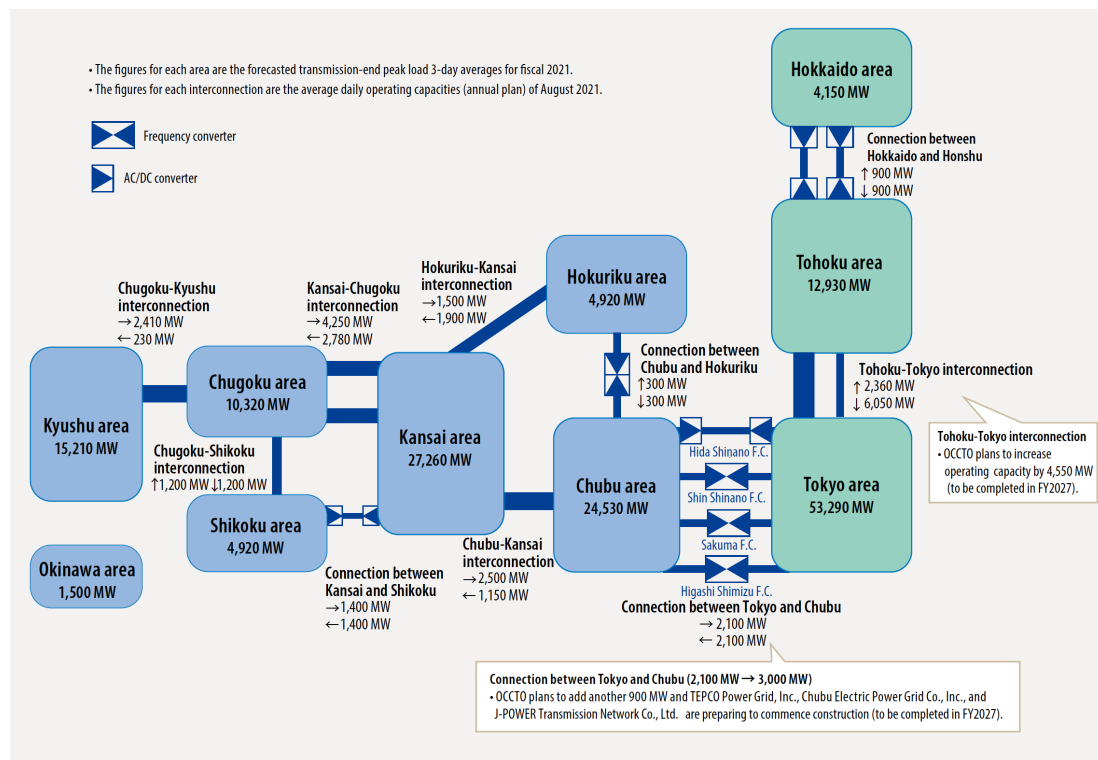 • The figures for each area are the forecasted transmission-end peak load 3-day averages for fiscal 2021.
• The figures for each interconnection are the average daily operating capacities (annual plan) of August 2021.
Frequency converter
AC/DC converter
Hokkaido area
4,150 MW
Connection between
Hokkaido and Honshu
↑ 900 MW
↓ 900 MW
Tohoku area
12,930 MW
Hokuriku area
4,920 MW
Hokuriku-Kansai
interconnection
→1,500 MW
←1,900 MW
Kansai-Chugoku
interconnection
→4,250 MW
←2,780 MW
Chugoku-Kyushu
interconnection
→2,410 MW
← 230 MW
Connection between
Chubu and Hokuriku
↑300 MW
↓300 MW
Tohoku-Tokyo interconnection
↑ 2,360 MW
↓ 6,050 MW
Kyushu area
15,210 MW
Chugoku area
10,320 MW
Kansai area
27,260 MW
Chugoku-Shikoku
interconnection
↑1,200 MW ↓1,200 MW
Shikoku area
4,920 MW
Chubu area
24,530 MW
Hida Shinano F.C.
Shin Shinano F.C.
Sakuma F.C.
Higashi Shimizu F.C.
Tokyo area
53,290 MW
Tohoku-Tokyo interconnection
• OCCTO plans to increase
operating capacity by 4,550 MW
(to be completed in FY2027).
Okinawa area
1,500 MW
Connection between
Kansai and Shikoku
→1,400 MW
←1,400 MW
Chubu-Kansai
interconnection
→2,500 MW
←1,150 MW
Connection between Tokyo and Chubu
→ 2,100 MW
← 2,100 MW
Connection between Tokyo and Chubu (2,100 MW → 3,000 MW)
• OCCTO plans to add another 900 MW and TEPCO Power Grid, Inc., Chubu Electric Power Grid Co., Inc., and
J-POWER Transmission Network Co., Ltd. are preparing to commence construction (to be completed in FY2027).